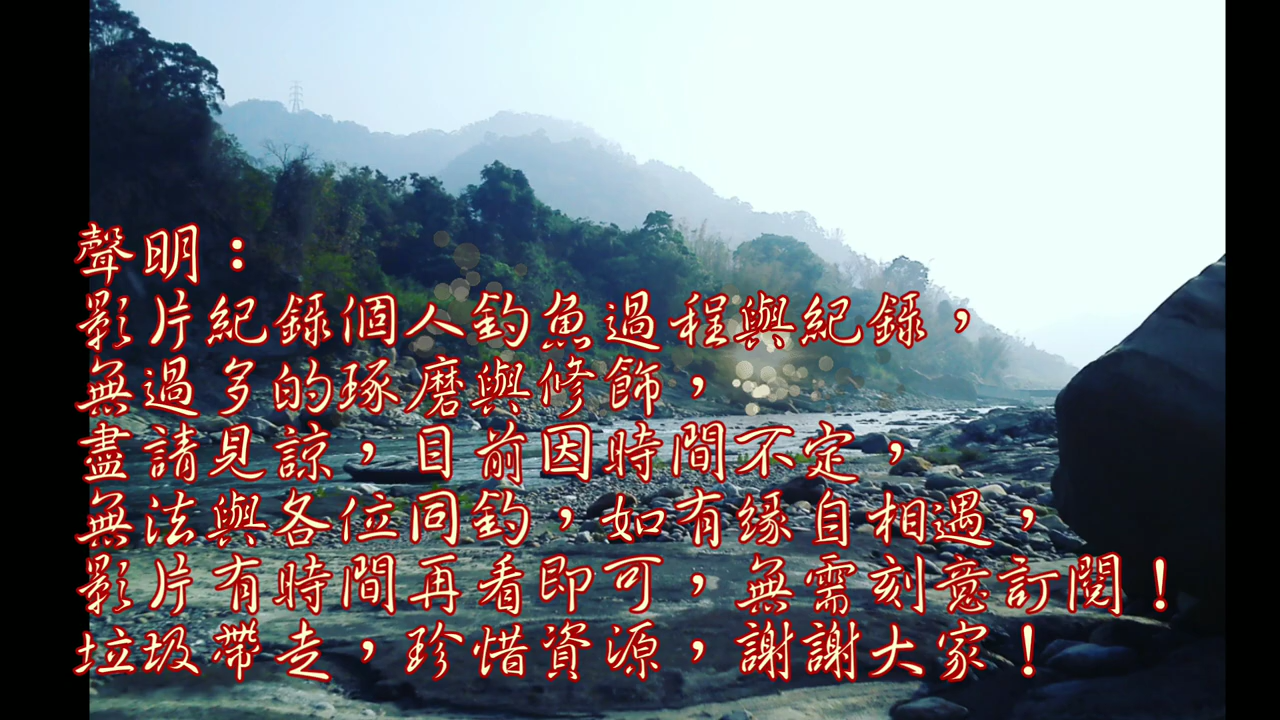 聲明：
影片紀錄個人釣魚過程與紀錄，
無過多的琢磨與修飾，
盡請見諒，目前因時間不定，
無法與各位同釣，如有緣自相遇，
影片有時間再看即可，無需刻意訂閱！
垃圾帶走，珍惜資源，謝謝大家！